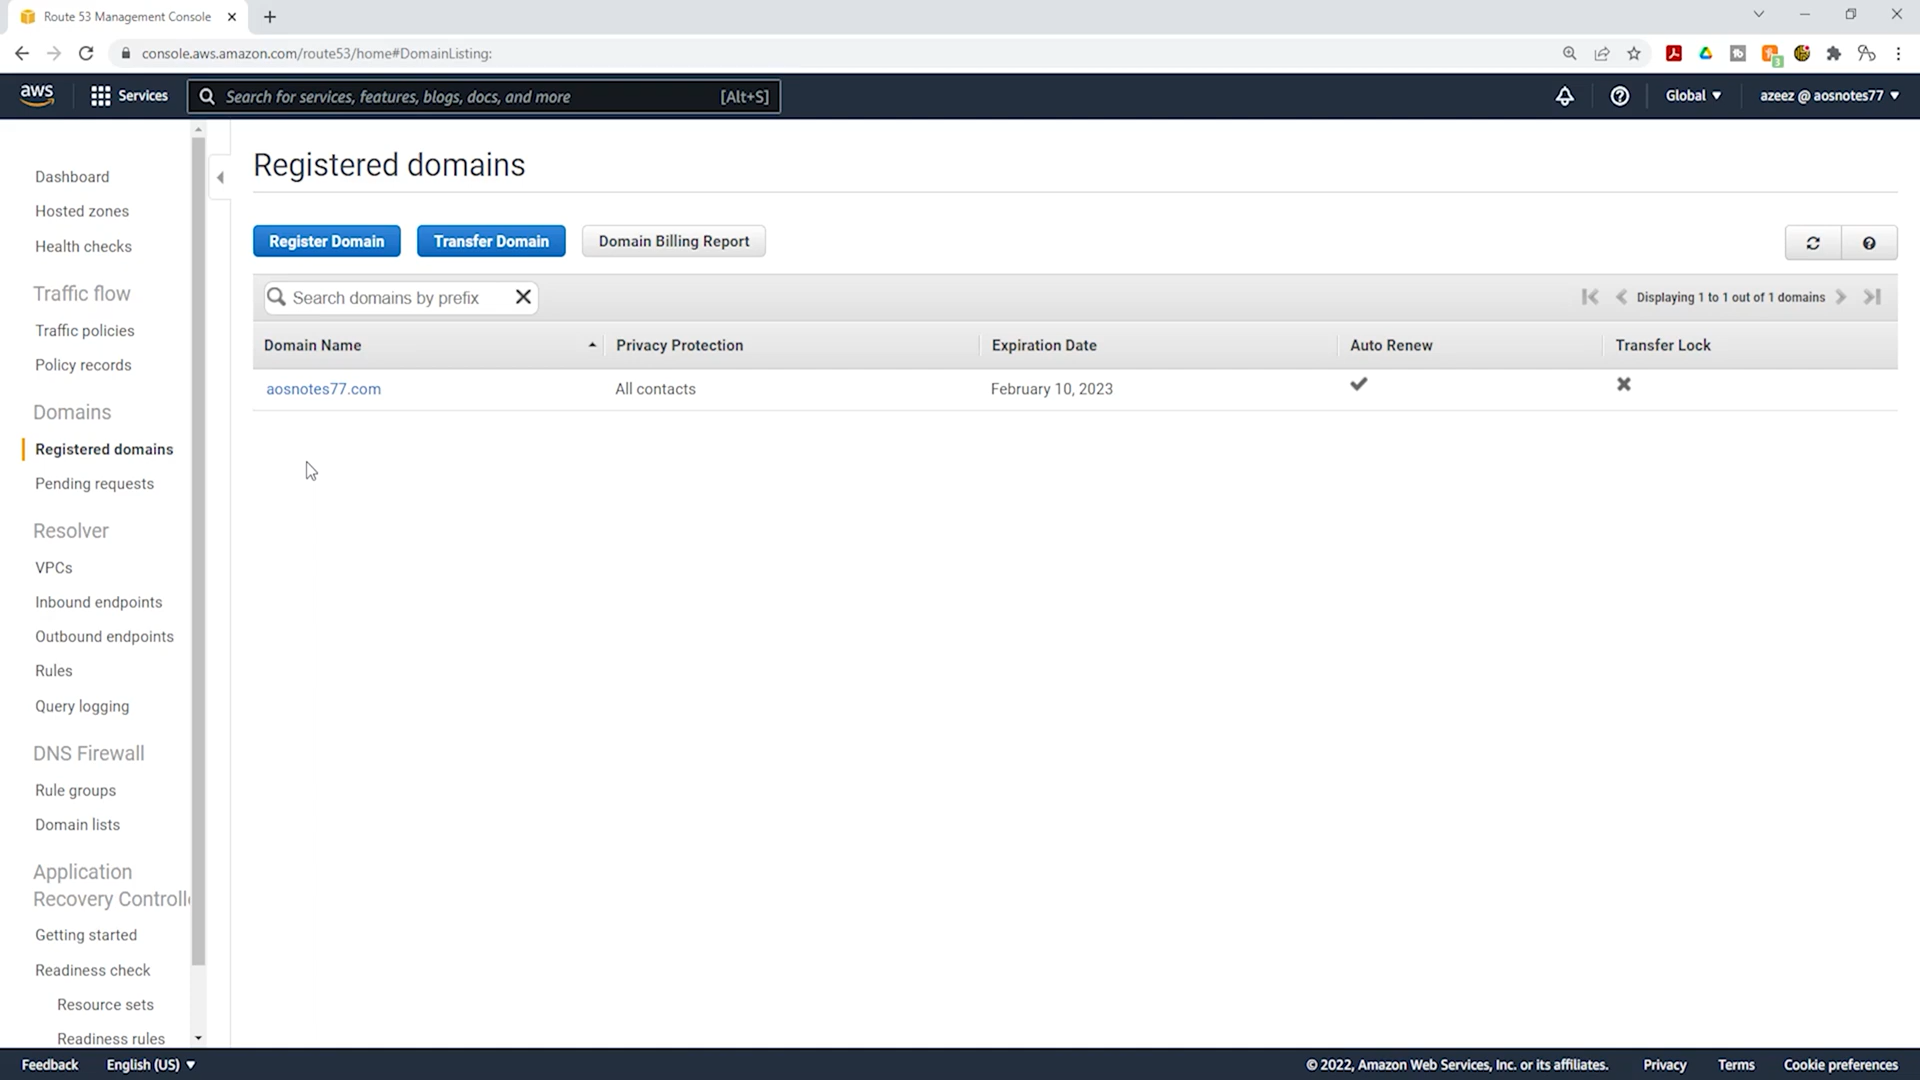 Route 53 Management Console
console.aws.amazon.com/route53/home#DomainListing:
3
aws
Services
Search for services, features, blogs, docs, and more
[Alt+S]
Global
azeez @ aosnotes77
Dashboard
Hosted zones
Health checks
Traffic flow
Traffic policies
Policy records
Domains
Registered domains
Pending requests
Resolver
VPCs
Inbound endpoints
Outbound endpoints
Rules
Query logging
DNS Firewall
Rule groups
Domain lists
Application
Recovery Controlle
Getting started
Readiness check
Resource sets
Readiness rules
Registered domains
Register Domain
Transfer Domain
Domain Billing Report
Search domains by prefix
Displaying 1 to 1 out of 1 domains
Domain Name Privacy Protection Expiration Date Auto Renew Transfer Lock
aosnotes77.com All contacts February 10, 2023
Feedback
English (US)
© 2022, Amazon Web Services, Inc. or its affiliates.
Privacy
Terms
Cookie preferences